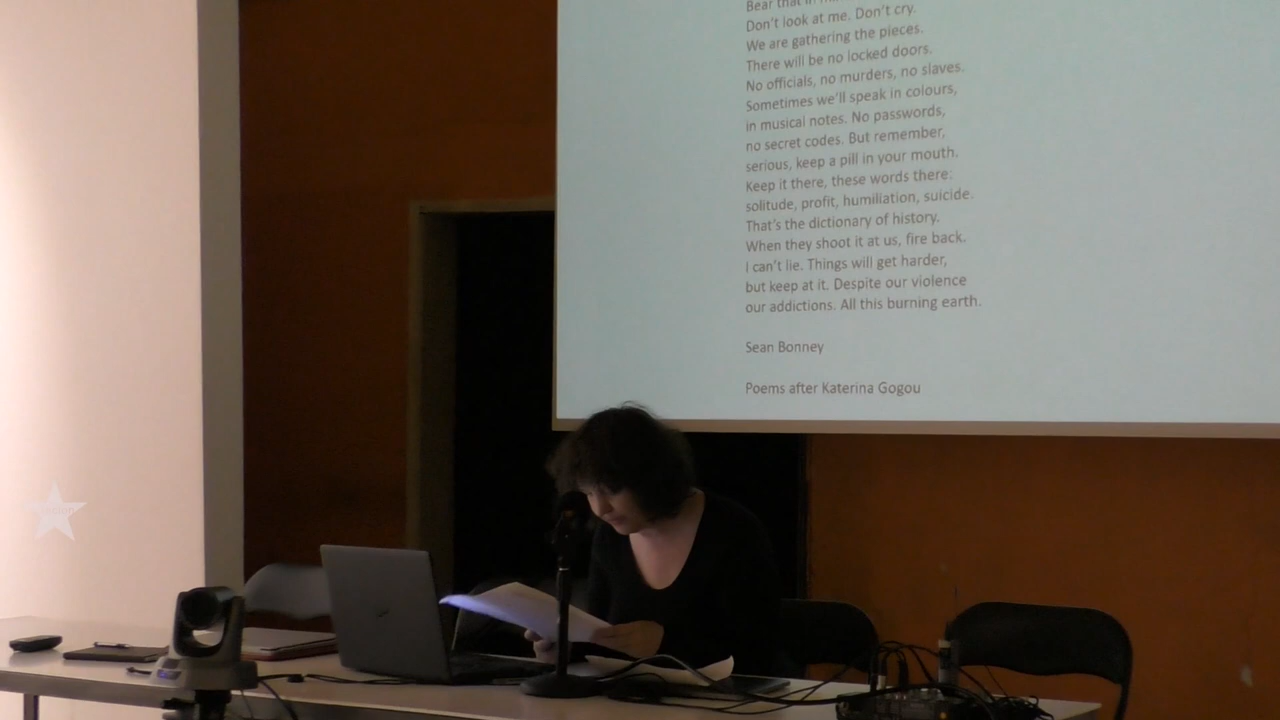 Bear that in
Don't look at me. Don't cry.
We are gathering the pieces.
There will be no locked doors.
No officials, no murders, no slaves.
Sometimes we'll speak in colours,
in musical notes. No passwords,
no secret codes. But remember,
serious, keep a pill in your mouth.
Keep it there, these words there:
solitude, profit, humiliation, suicide.
That's the dictionary of history.
When they shoot it at us, fire back.
I can't lie. Things will get harder,
but keep at it. Despite our violence
our addictions. All this burning earth.
Sean Bonney
Poems after Katerina Gogou